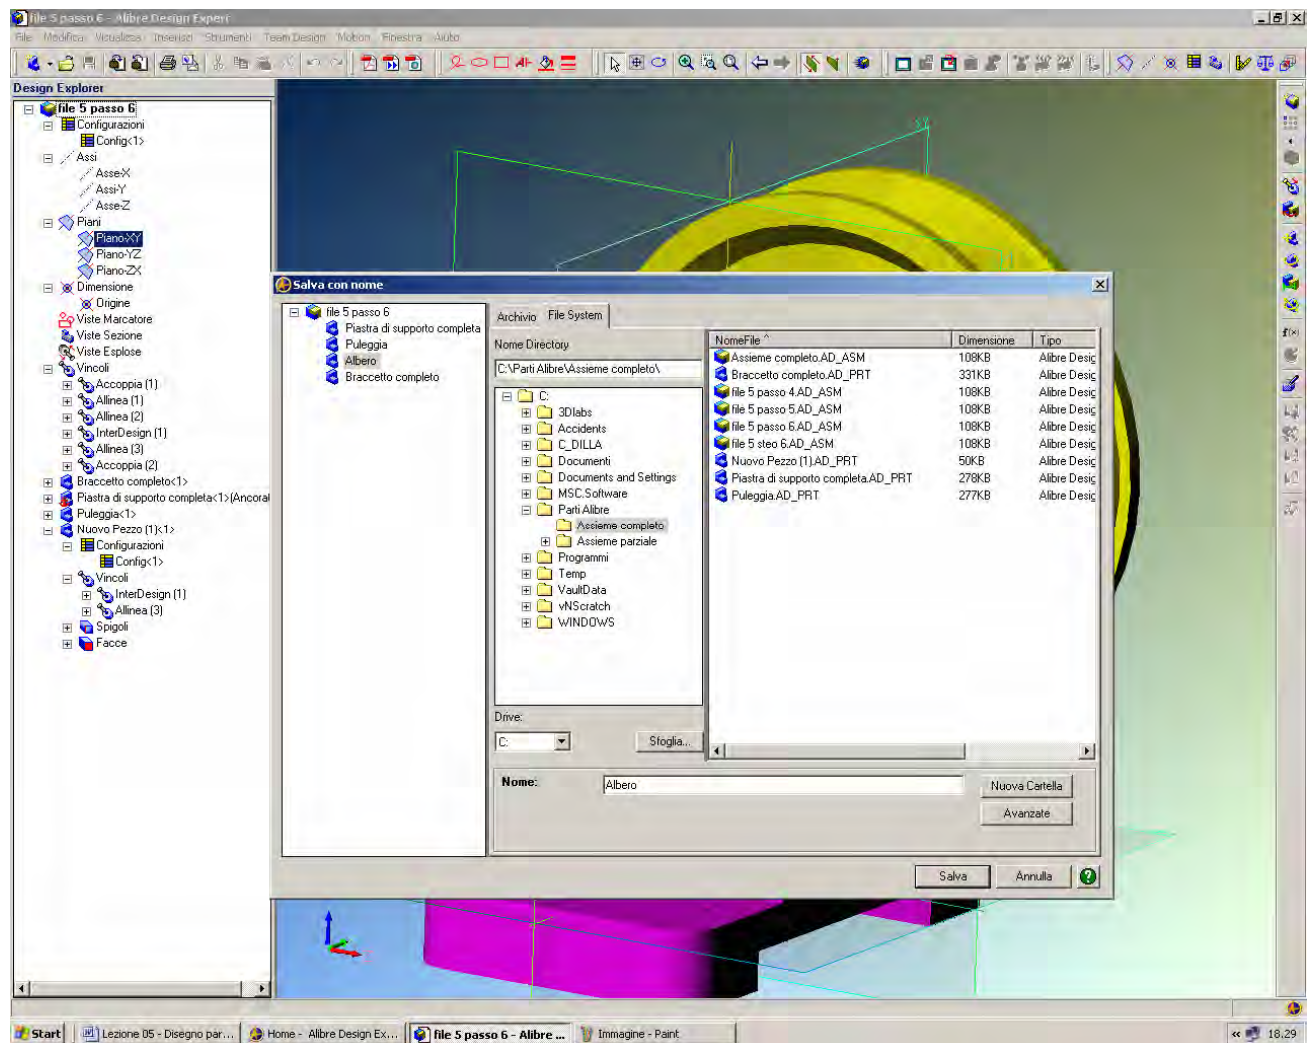 file 5 passo 6 - Alibre Design Expert
File Modifica Visualizza Inserisci Strumenti Team Design Motion Finestra Aiuto
Design Explorer
file 5 passo 6
Configurazioni
Config<1>
Assi
Asse-X
Assi-Y
Asse-Z
Piani
Piano-XY
Piano-YZ
Piano-ZX
Dimensione
Origine
Viste Marcatore
Viste Sezione
Viste Esplose
Vincoli
Accoppia (1)
Allinea (1)
Allinea (2)
InterDesign (1)
Allinea (3)
Accoppia (2)
Braccetto completo<1>
Piastra di supporto completa<1>(Ancora
Puleggia<1>
Nuovo Pezzo (1)<1>
Configurazioni
Config<1>
Vincoli
InterDesign (1)
Allinea (3)
Spigoli
Facce
XY
Salva con nome
file 5 passo 6
Piastra di supporto completa
Puleggia
Albero
Braccetto completo
Archivio File System
Nome Directory
C:\Parti Alibre\Assieme completo\
C:
3Dlabs
Accidents
C_DILLA
Documenti
Documents and Settings
MSC.Software
Parti Alibre
Assieme completo
Assieme parziale
Programmi
Temp
VaultData
vNScratch
WINDOWS
Drive:
C:
Sfoglia...
NomeFile ^ Dimensione Tipo
Assieme completo.AD_ASM 108KB Alibre Desig
Braccetto completo.AD_PRT 331KB Alibre Desig
file 5 passo 4.AD_ASM 108KB Alibre Desig
file 5 passo 5.AD_ASM 108KB Alibre Desig
file 5 passo 6.AD_ASM 108KB Alibre Desig
file 5 steo 6.AD_ASM 108KB Alibre Desig
Nuovo Pezzo (1).AD_PRT 50KB Alibre Desig
Piastra di supporto completa.AD_PRT 278KB Alibre Desig
Puleggia.AD_PRT 277KB Alibre Desig
Nome: Albero
Nuova Cartella
Avanzate
Salva Annulla ?
f(x)
Start Lezione 05 - Disegno par... Home - Alibre Design Ex... file 5 passo 6 - Alibre ... Immagine - Paint « 18.29